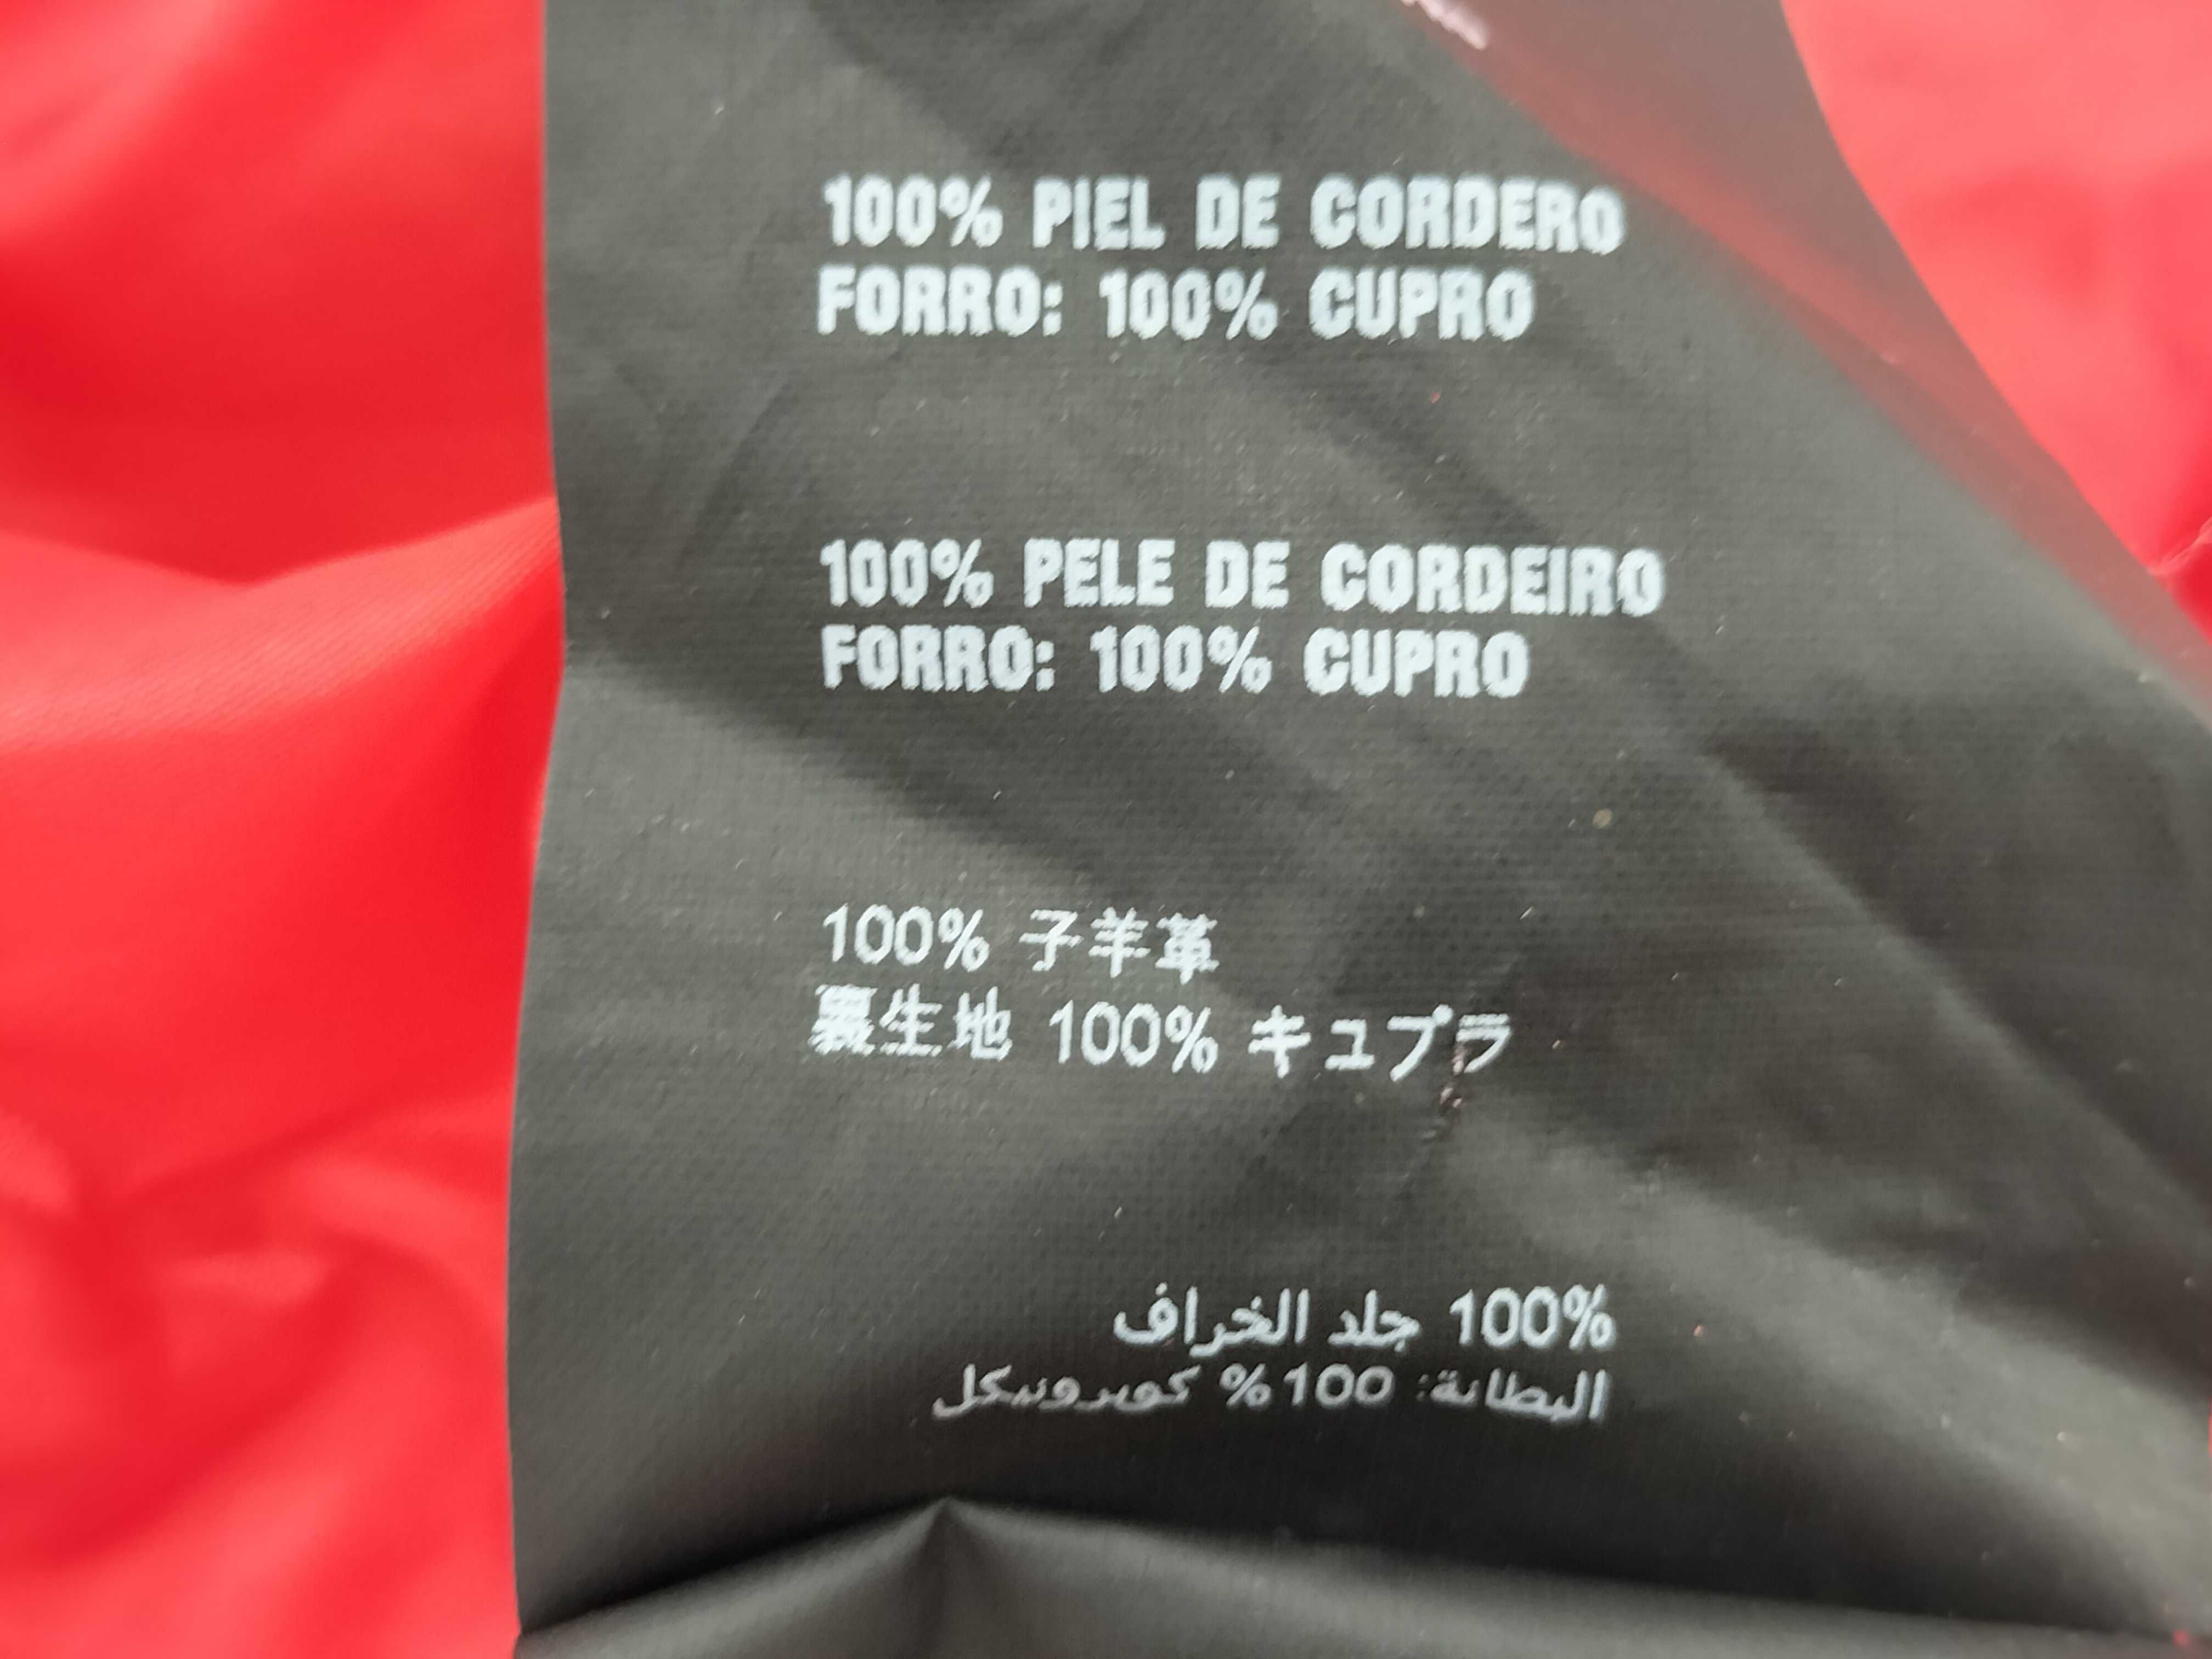 100% PIEL DE CORDERO
FORRO: 100% CUPRO
100% PELE DE CORDEIRO
FORRO: 100% CUPRO
100% 子羊革
裏生地 100% キュプラ
100% جلد الخراف
البطانة: 100% كوبرونيكل